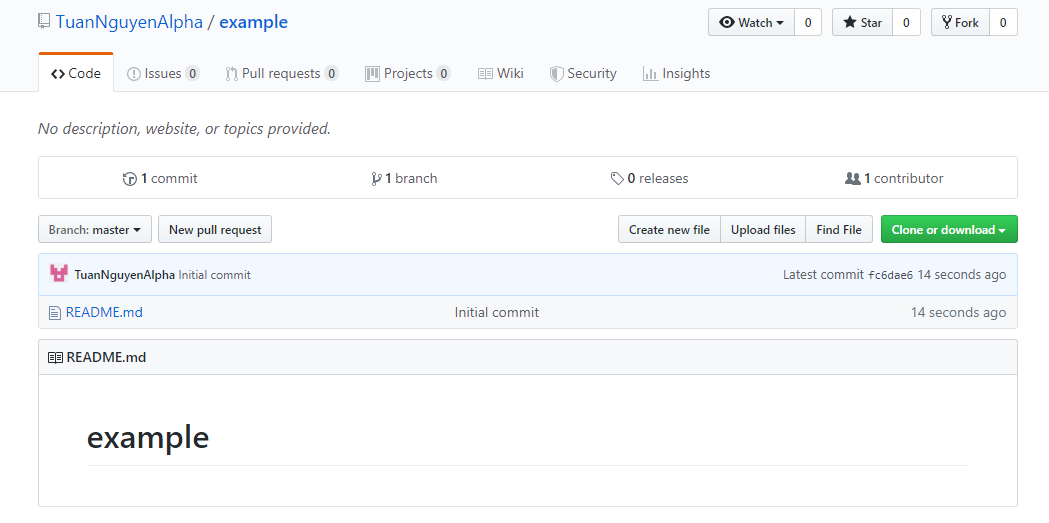 TuanNguyenAlpha / example Watch 0 Star 0 Fork 0
Code Issues 0 Pull requests 0 Projects 0 Wiki Security Insights
No description, website, or topics provided.
1 commit 1 branch 0 releases 1 contributor
Branch: master New pull request Create new file Upload files Find File Clone or download
TuanNguyenAlpha Initial commit Latest commit fc6dae6 14 seconds ago
README.md Initial commit 14 seconds ago
README.md
example